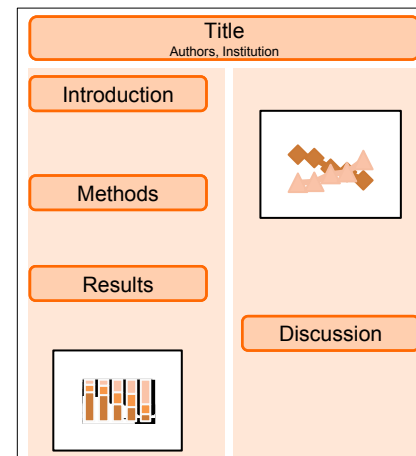 Title
Authors, Institution
Introduction
Methods
Results
Discussion